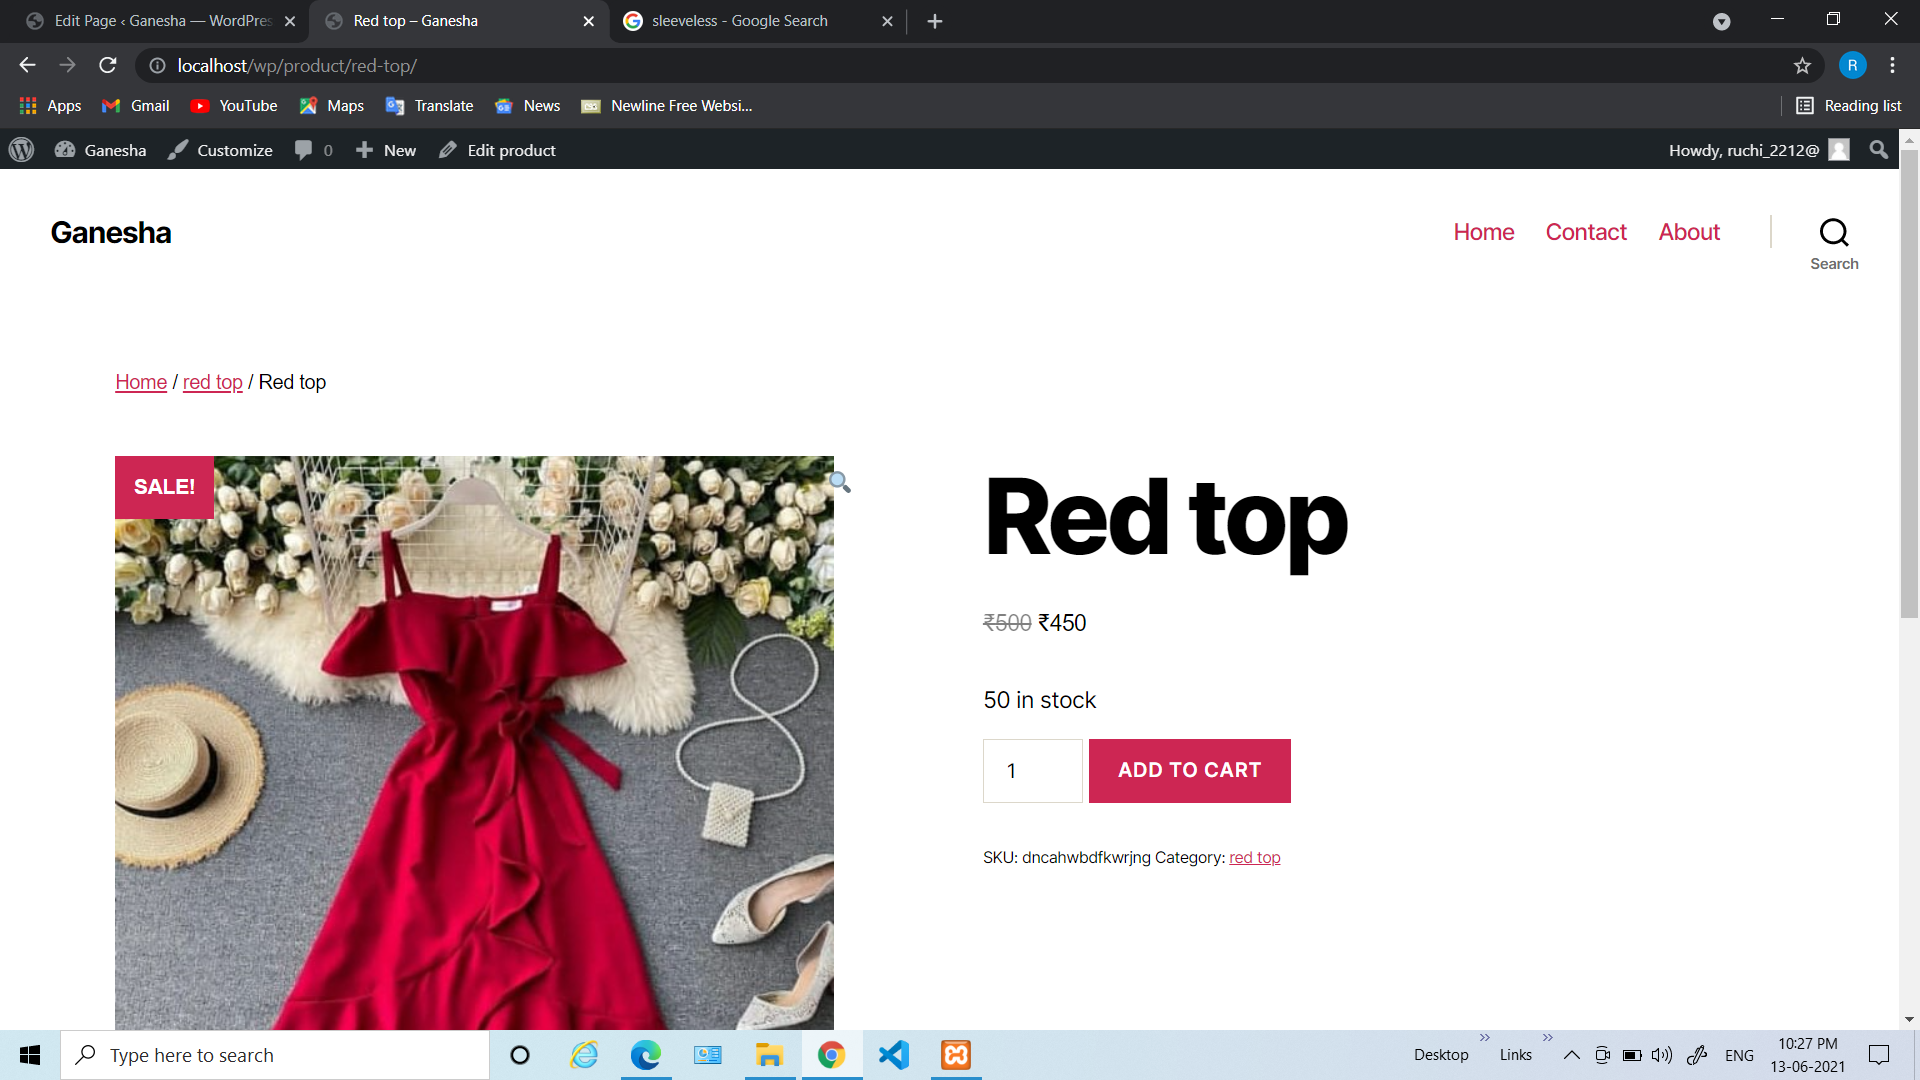 Edit Page ‹ Ganesha — WordPres
Red top – Ganesha
sleeveless - Google Search
localhost/wp/product/red-top/
R
Apps
Gmail
YouTube
Maps
Translate
News
Newline Free Websi...
Reading list
Ganesha
Customize
0
New
Edit product
Howdy, ruchi_2212@
Ganesha
Home
Contact
About
Search
Home / red top / Red top
SALE!
Red top
₹500 ₹450
50 in stock
1
ADD TO CART
SKU: dncahwbdfkwrjng Category: red top
Type here to search
Desktop
Links
ENG
10:27 PM
13-06-2021